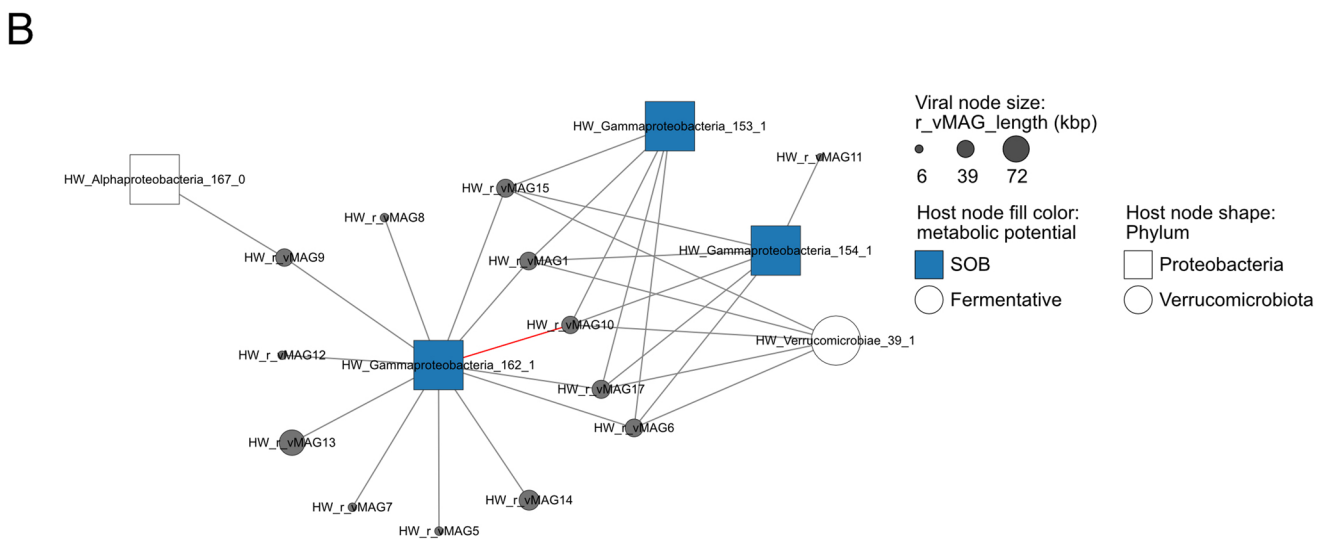 B
HW_Gammaproteobacteria_153_1
HW_r_vMAG11
HW_Alphaproteobacteria_167_0
HW_r_vMAG15
HW_r_vMAG8
HW_Gammaproteobacteria_154_1
HW_r_vMAG9
HW_r_vMAG1
HW_r_vMAG10
HW_Verrucomicrobiae_39_1
HW_r_vMAG12
HW_Gammaproteobacteria_162_1
HW_r_vMAG17
HW_r_vMAG6
HW_r_vMAG13
HW_r_vMAG14
HW_r_vMAG7
HW_r_vMAG5
Viral node size:
r_vMAG_length (kbp)
6 39 72
Host node fill color:
metabolic potential
SOB
Fermentative
Host node shape:
Phylum
Proteobacteria
Verrucomicrobiota